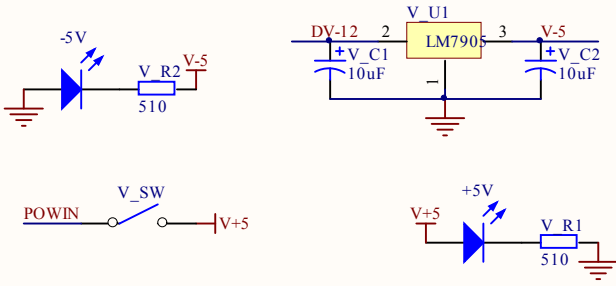 -5V
V_R2
V-5
510
DV-12
2
V_U1
LM7905
3
V-5
+
V_C1
10uF
1
+
V_C2
10uF
V_SW
POWIN
V+5
+5V
V+5
V_R1
510